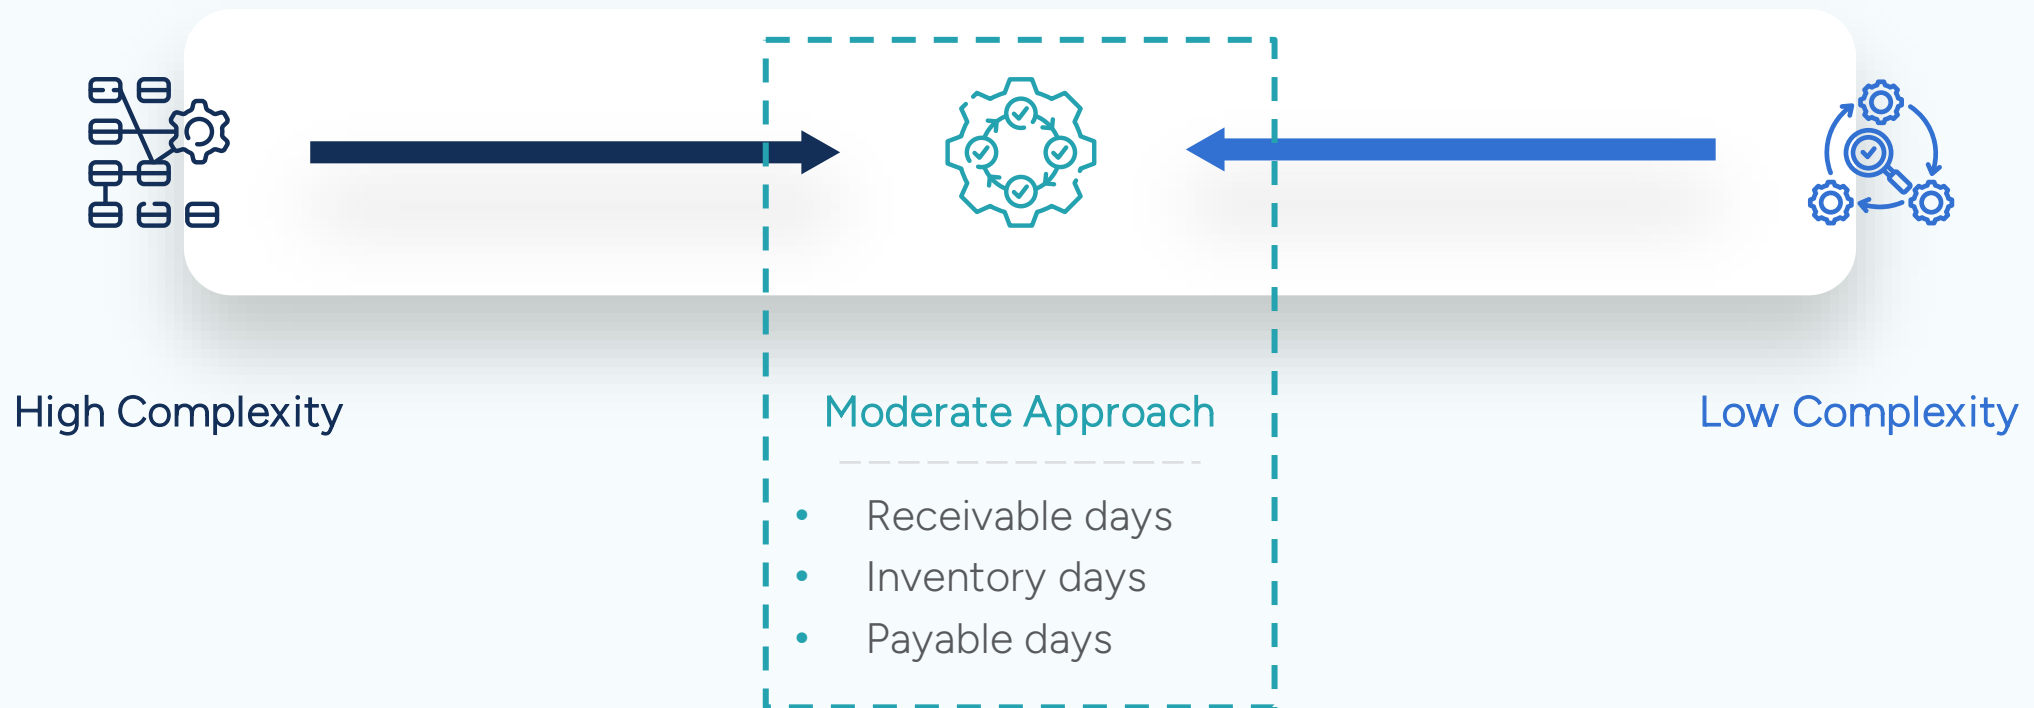 High Complexity
Moderate Approach
Low Complexity
• Receivable days
• Inventory days
• Payable days